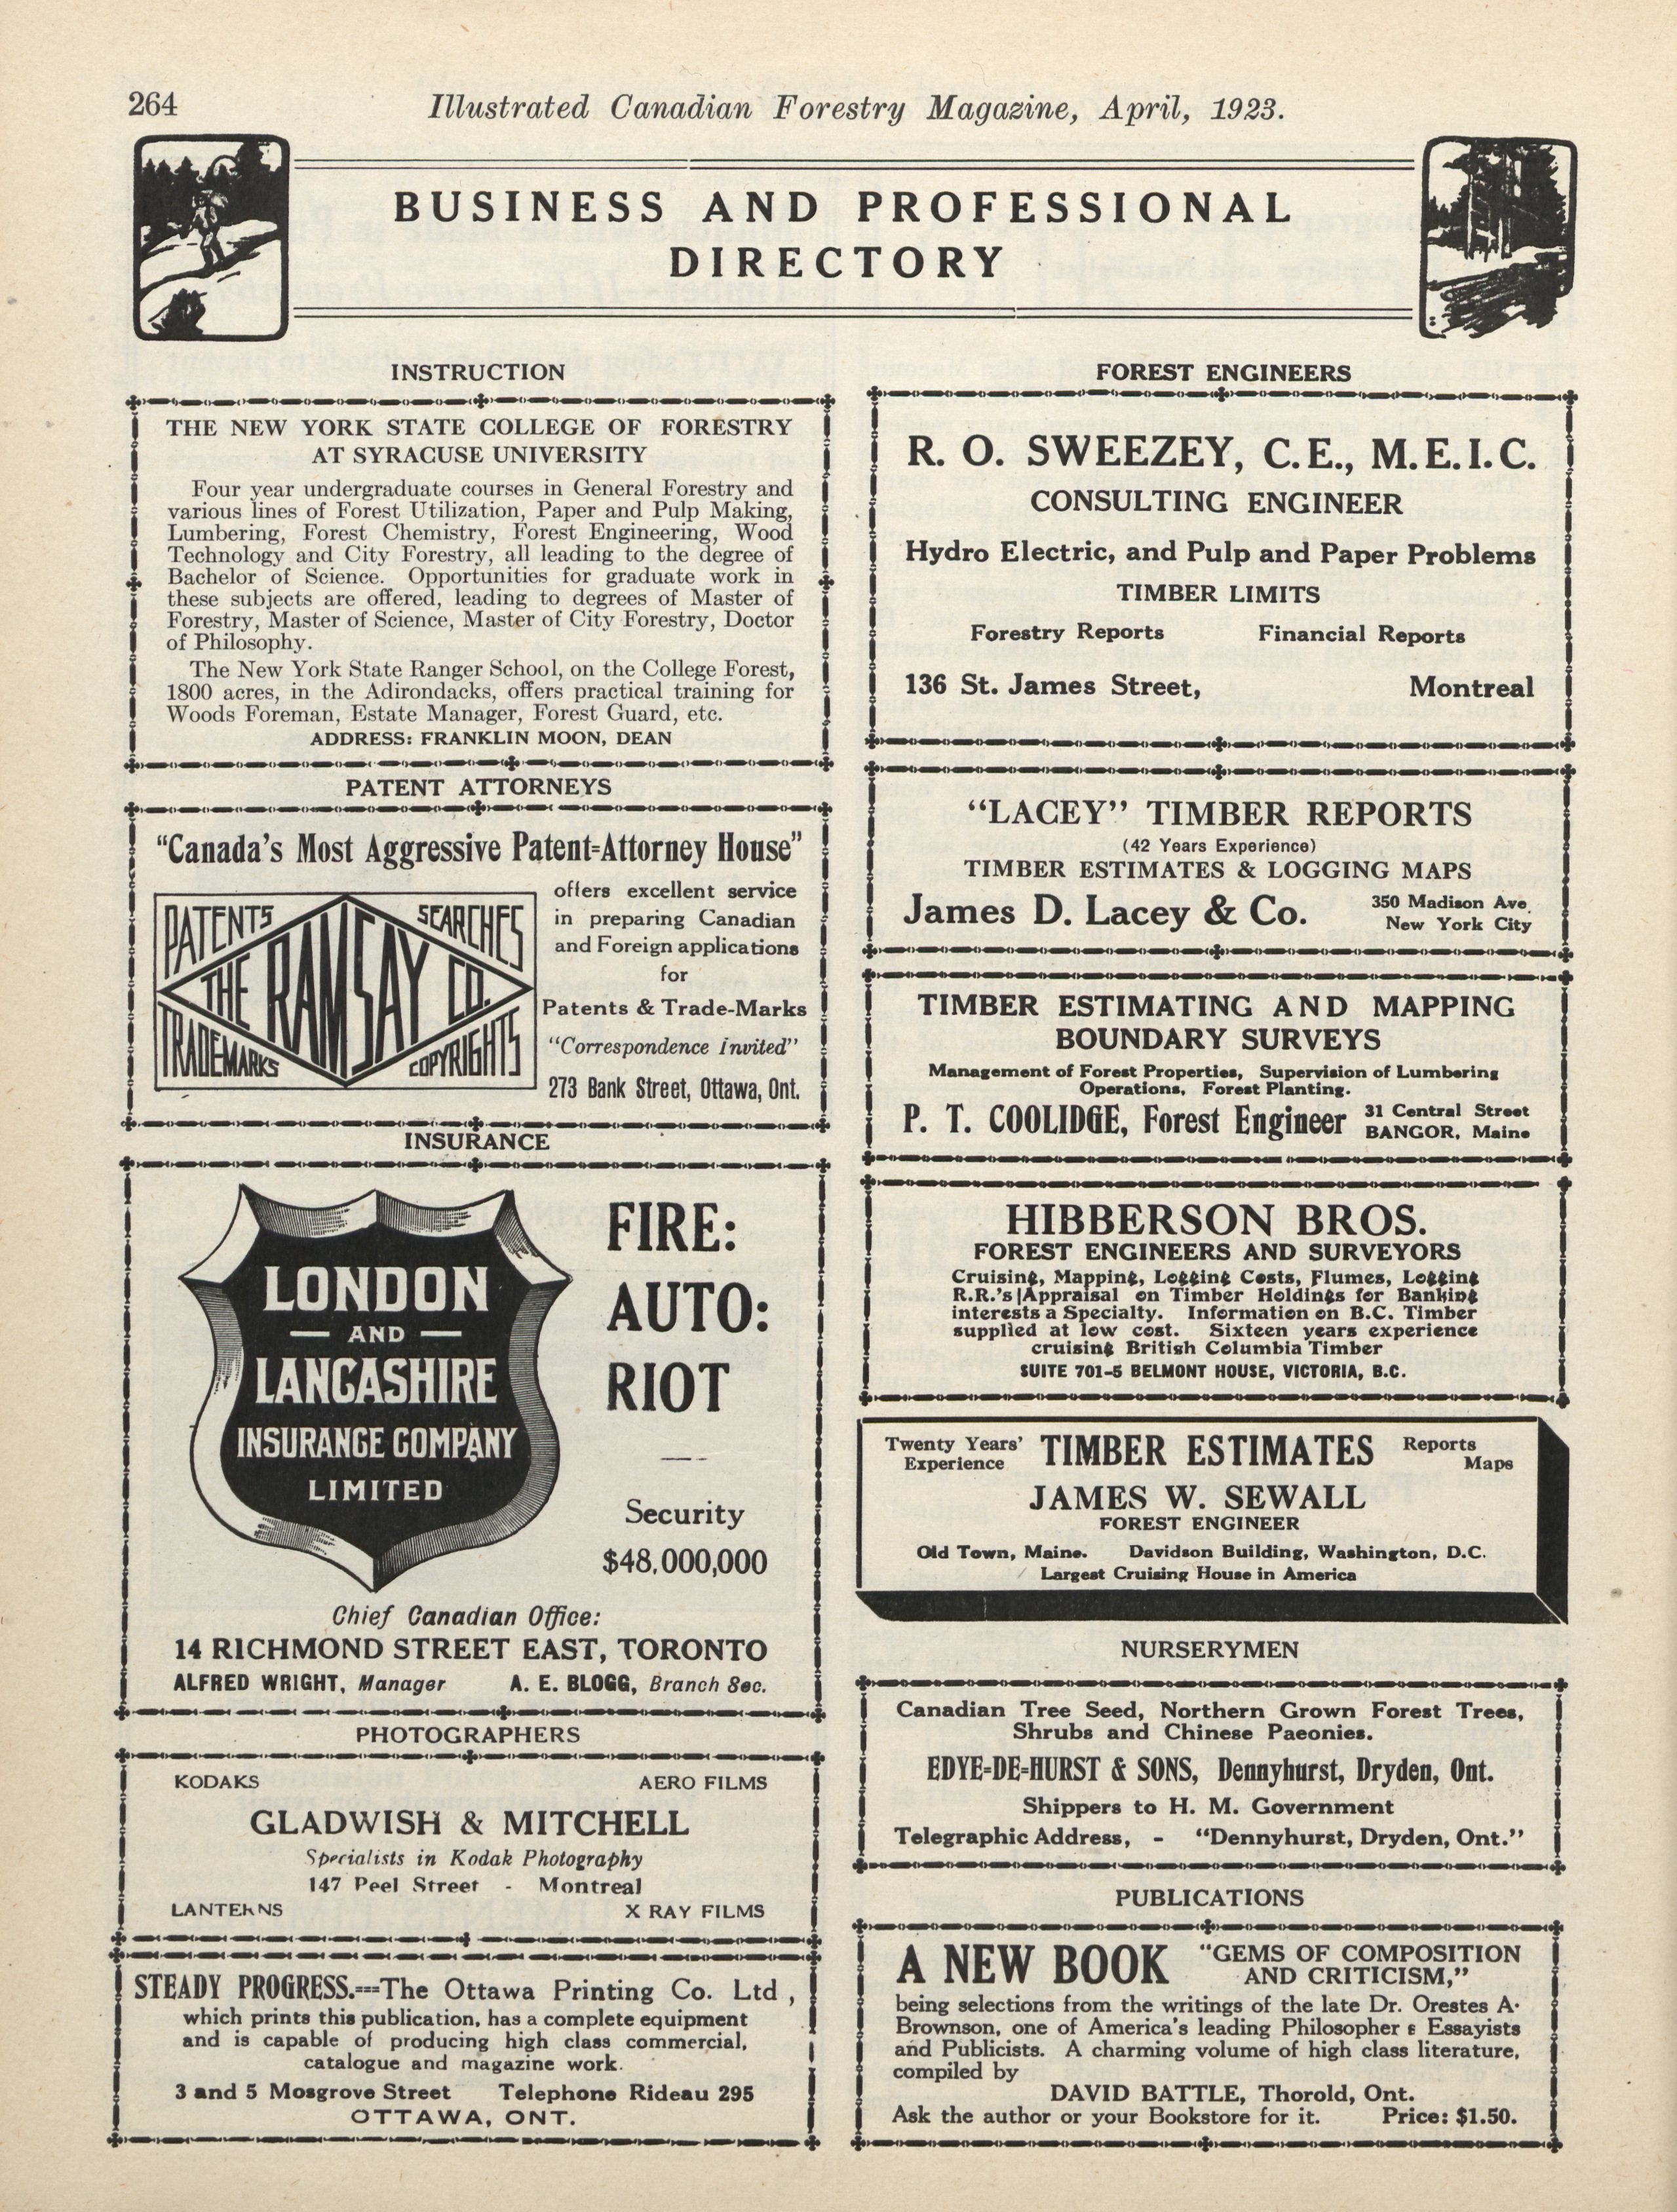 264
Illustrated Canadian Forestry Magazine, April, 1923.
BUSINESS AND PROFESSIONAL
DIRECTORY
INSTRUCTION
THE NEW YORK STATE COLLEGE OF FORESTRY
AT SYRACUSE UNIVERSITY
Four year undergraduate courses in General Forestry and
various lines of Forest Utilization, Paper and Pulp Making,
Lumbering, Forest Chemistry, Forest Engineering, Wood
Technology and City Forestry, all leading to the degree of
Bachelor of Science. Opportunities for graduate work in
these subjects are offered, leading to degrees of Master of
Forestry, Master of Science, Master of City Forestry, Doctor
of Philosophy.
The New York State Ranger School, on the College Forest,
1800 acres, in the Adirondacks, offers practical training for
Woods Foreman, Estate Manager, Forest Guard, etc.
ADDRESS: FRANKLIN MOON, DEAN
PATENT ATTORNEYS
"Canada's Most Aggressive Patent-Attorney House"
PATENTS SEARCHES
THE RAMSAY CO.
TRADEMARKS COPYRIGHTS
offers excellent service
in preparing Canadian
and Foreign applications
for
Patents & Trade-Marks
"Correspondence invited"
273 Bank Street, Ottawa, Ont.
INSURANCE
LONDON
— AND —
LANCASHIRE
INSURANCE COMPANY
LIMITED
FIRE:
AUTO:
RIOT
Security
$48,000,000
Chief Canadian Office:
14 RICHMOND STREET EAST, TORONTO
ALFRED WRIGHT, Manager A. E. BLOGG, Branch Sec.
PHOTOGRAPHERS
KODAKS AERO FILMS
GLADWISH & MITCHELL
Specialists in Kodak Photography
147 Peel Street - Montreal
LANTERNS X RAY FILMS
STEADY PROGRESS.---The Ottawa Printing Co. Ltd,
which prints this publication, has a complete equipment
and is capable of producing high class commercial,
catalogue and magazine work.
3 and 5 Mosgrove Street Telephone Rideau 295
OTTAWA, ONT.
FOREST ENGINEERS
R. O. SWEEZEY, C.E., M.E.I.C.
CONSULTING ENGINEER
Hydro Electric, and Pulp and Paper Problems
TIMBER LIMITS
Forestry Reports Financial Reports
136 St. James Street, Montreal
"LACEY" TIMBER REPORTS
(42 Years Experience)
TIMBER ESTIMATES & LOGGING MAPS
James D. Lacey & Co. 350 Madison Ave.
New York City
TIMBER ESTIMATING AND MAPPING
BOUNDARY SURVEYS
Management of Forest Properties, Supervision of Lumbering
Operations, Forest Planting.
P. T. COOLIDGE, Forest Engineer 31 Central Street
BANGOR, Maine
HIBBERSON BROS.
FOREST ENGINEERS AND SURVEYORS
Cruising, Mapping, Logging Costs, Flumes, Logging
R.R.'s|Appraisal on Timber Holdings for Banking
interests a Specialty. Information on B.C. Timber
supplied at low cost. Sixteen years experience
cruising British Columbia Timber
SUITE 701-5 BELMONT HOUSE, VICTORIA, B.C.
Twenty Years' Experience TIMBER ESTIMATES Reports Maps
JAMES W. SEWALL
FOREST ENGINEER
Old Town, Maine. Davidson Building, Washington, D.C.
Largest Cruising House in America
NURSERYMEN
Canadian Tree Seed, Northern Grown Forest Trees,
Shrubs and Chinese Paeonies.
EDYE-DE-HURST & SONS, Dennyhurst, Dryden, Ont.
Shippers to H. M. Government
Telegraphic Address, - "Dennyhurst, Dryden, Ont."
PUBLICATIONS
A NEW BOOK "GEMS OF COMPOSITION
AND CRITICISM,"
being selections from the writings of the late Dr. Orestes A.
Brownson, one of America's leading Philosopher s Essayists
and Publicists. A charming volume of high class literature,
compiled by
DAVID BATTLE, Thorold, Ont.
Ask the author or your Bookstore for it. Price: $1.50.